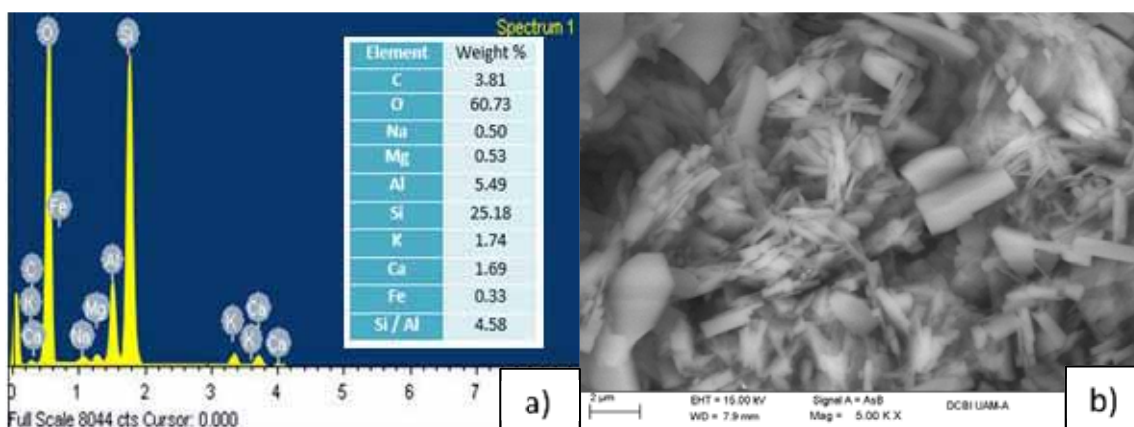 Spectrum 1
O
Si
Fe
C
K
Ca
Na
Mg
Al
K
K
Ca
Ca
Element Weight %
C 3.81
O 60.73
Na 0.50
Mg 0.53
Al 5.49
Si 25.18
K 1.74
Ca 1.69
Fe 0.33
Si / Al 4.58
0 1 2 3 4 5 6 7
Full Scale 8044 cts Cursor: 0.000
a)
2 µm
EHT = 15.00 kV
WD = 7.9 mm
Signal A = AsB
Mag = 5.00 K X
DCBI UAM-A
b)